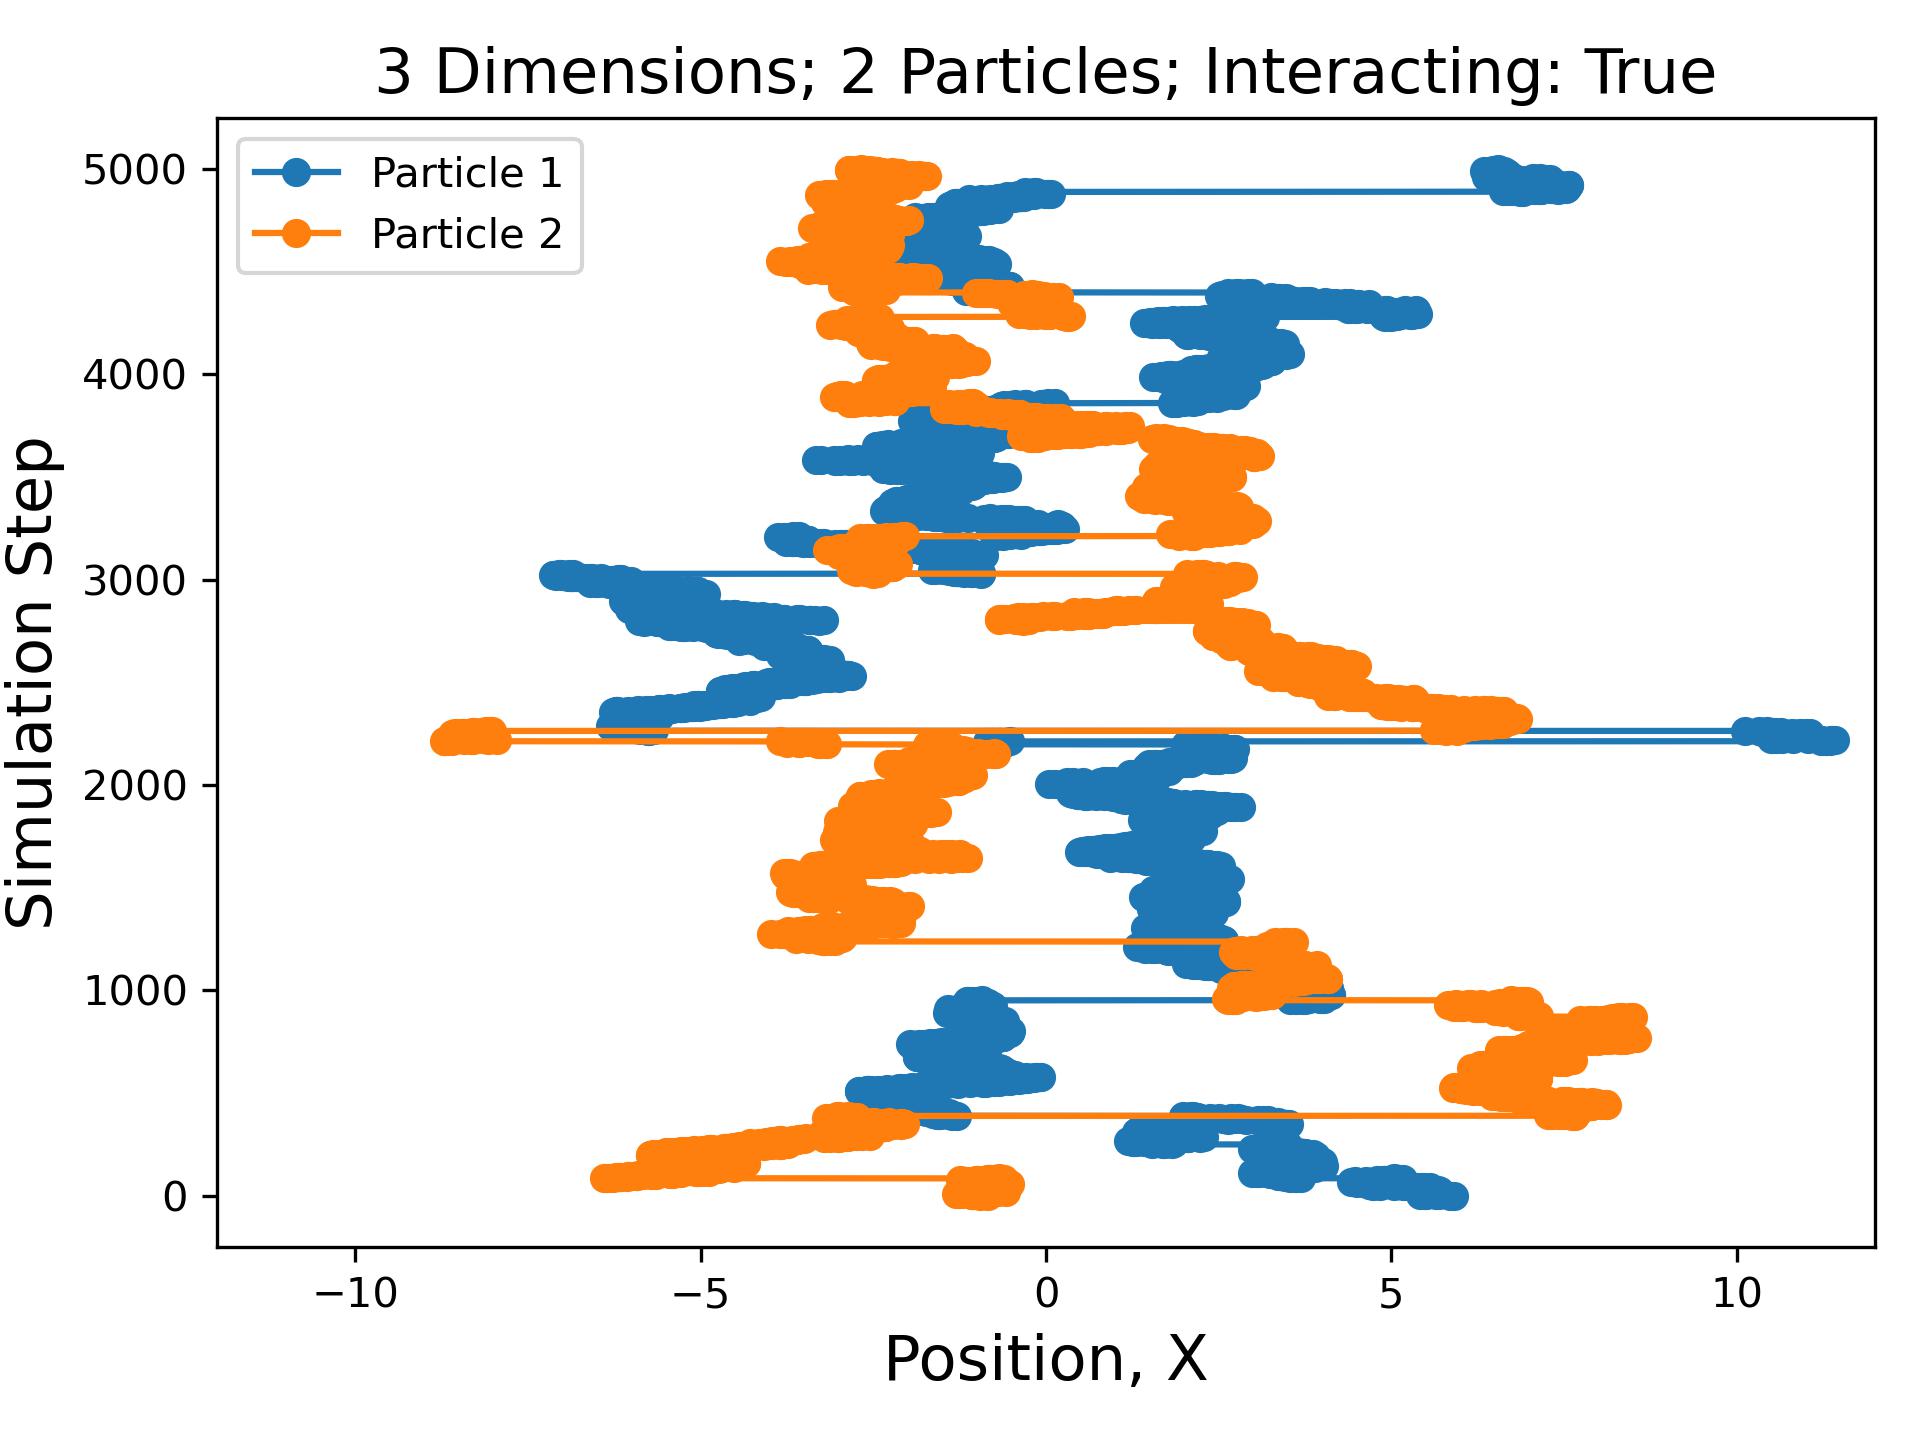 3 Dimensions; 2 Particles; Interacting: True
Particle 1
Particle 2
5000
4000
3000
2000
1000
0
Simulation Step
−10
−5
0
5
10
Position, X